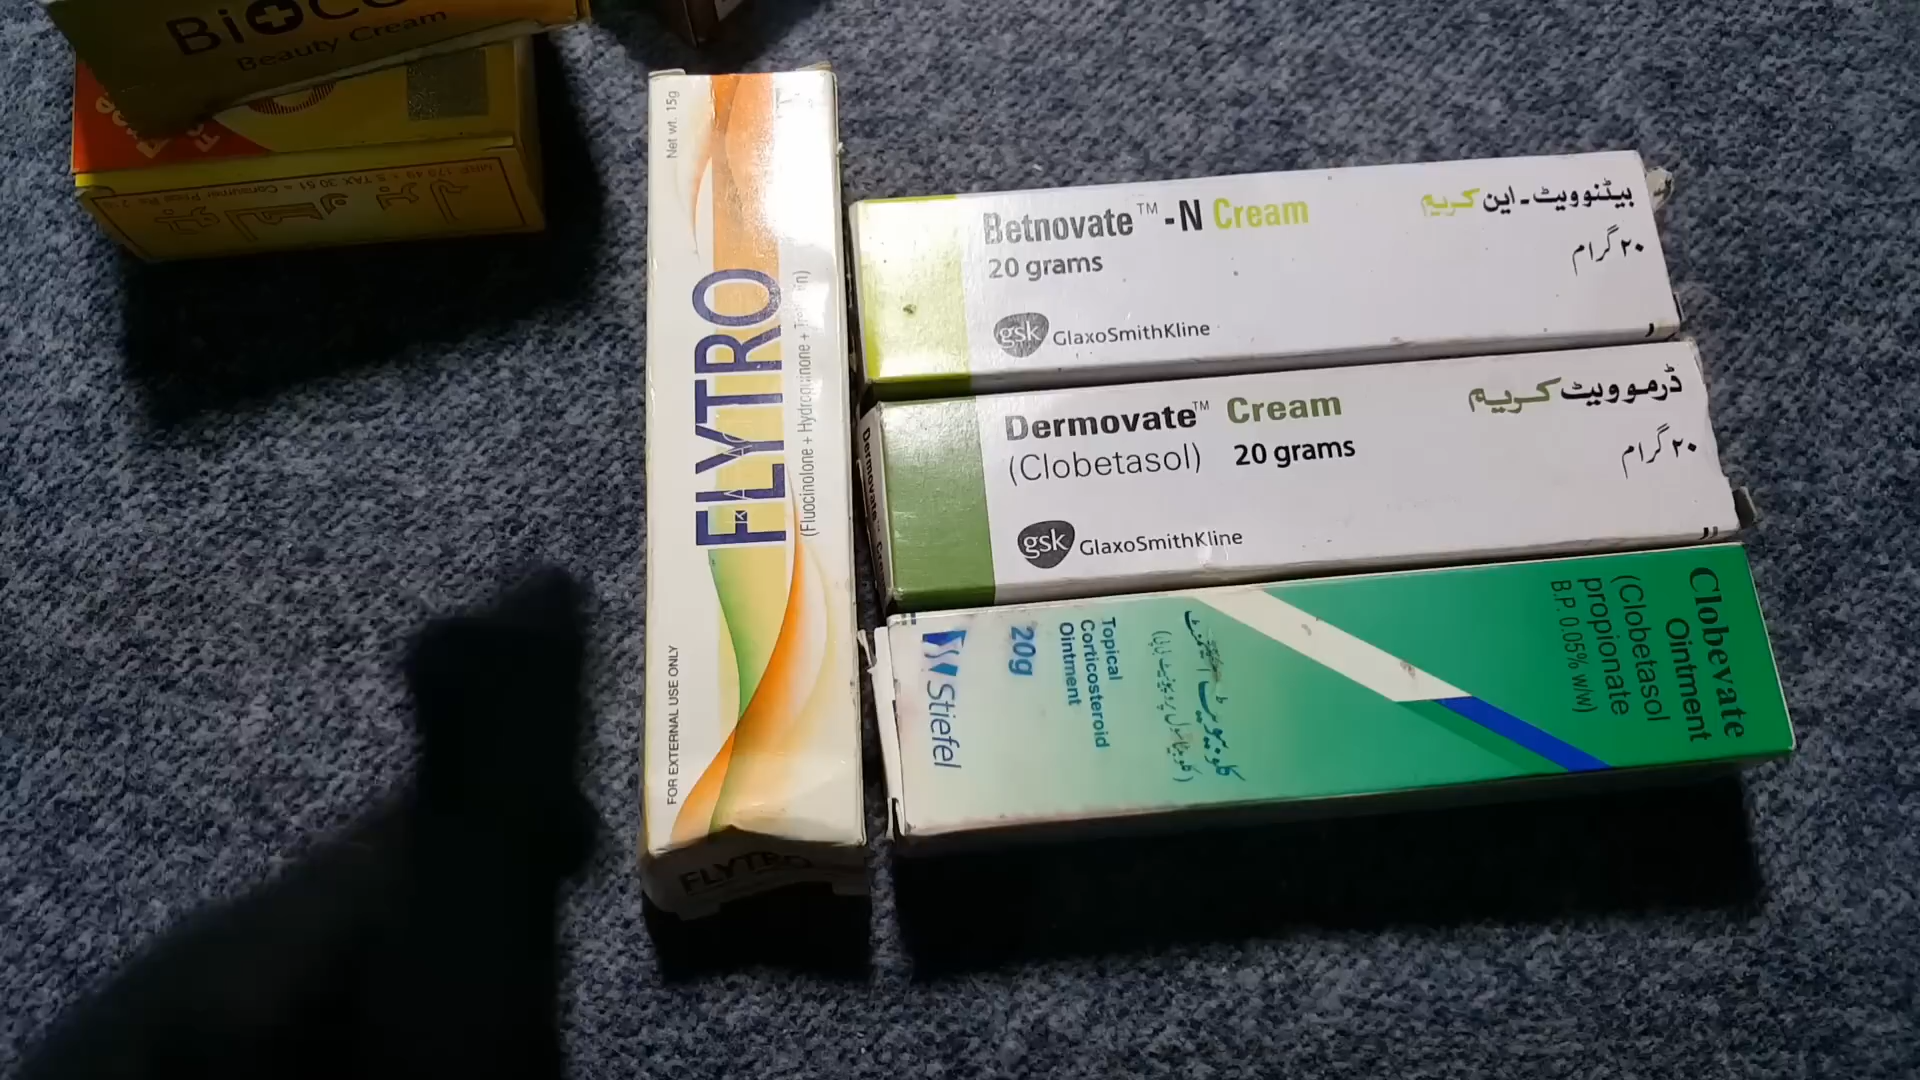 Beauty Cream
Net wt. 15g
FLYTRO
(Fluocinolone + Hydroquinone +
FOR EXTERNAL USE ONLY
FLYTRO
Betnovate™-N Cream
20 grams
gsk GlaxoSmithKline
بیٹنوویٹ۔این کریم
۲۰ گرام
Dermovate™ Cream
(Clobetasol) 20 grams
gsk GlaxoSmithKline
ڈرموویٹ کریم
۲۰ گرام
Clobevate
Ointment
(Clobetasol
propionate
B.P. 0.05% w/w)
Topical
Corticosteroid
Ointment
20g
Stiefel